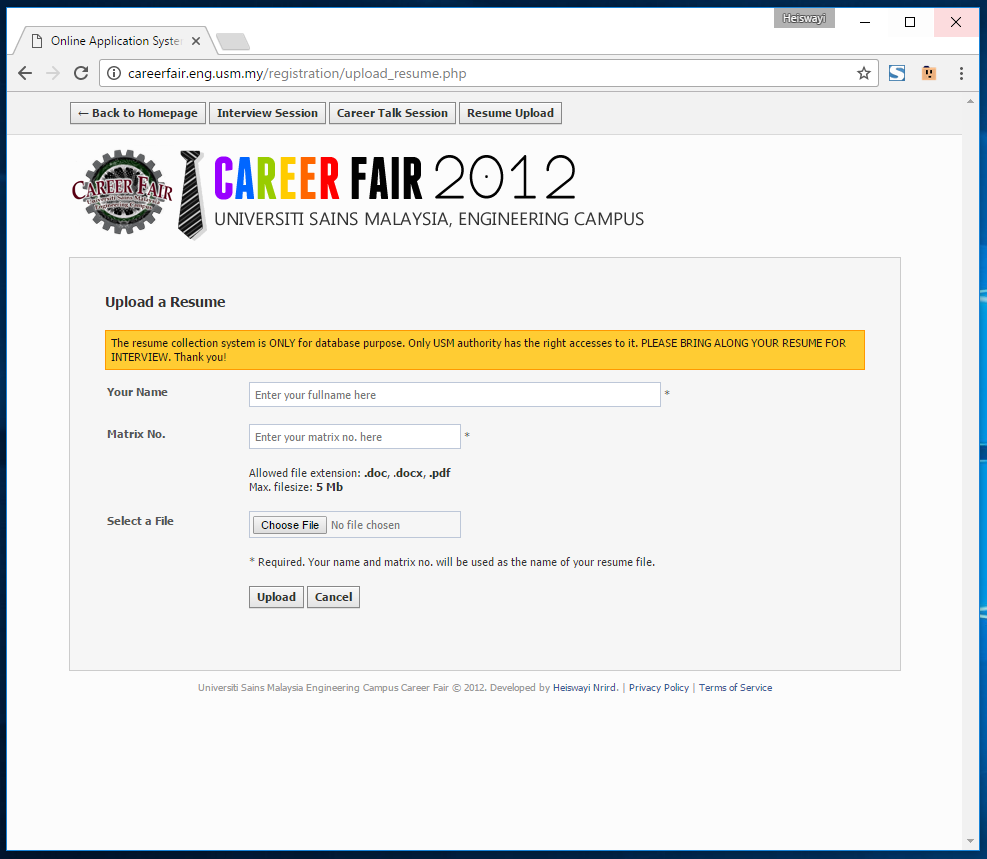 Heiswayi
Online Application Syste
careerfair.eng.usm.my/registration/upload_resume.php
← Back to Homepage Interview Session Career Talk Session Resume Upload
CAREER FAIR
Universiti Sains Malaysia
Engineering Campus
CAREER FAIR 2012
UNIVERSITI SAINS MALAYSIA, ENGINEERING CAMPUS
Upload a Resume
The resume collection system is ONLY for database purpose. Only USM authority has the right accesses to it. PLEASE BRING ALONG YOUR RESUME FOR
INTERVIEW. Thank you!
Your Name Enter your fullname here *
Matrix No. Enter your matrix no. here *
Allowed file extension: .doc, .docx, .pdf
Max. filesize: 5 Mb
Select a File Choose File No file chosen
* Required. Your name and matrix no. will be used as the name of your resume file.
Upload Cancel
Universiti Sains Malaysia Engineering Campus Career Fair © 2012. Developed by Heiswayi Nrird. | Privacy Policy | Terms of Service